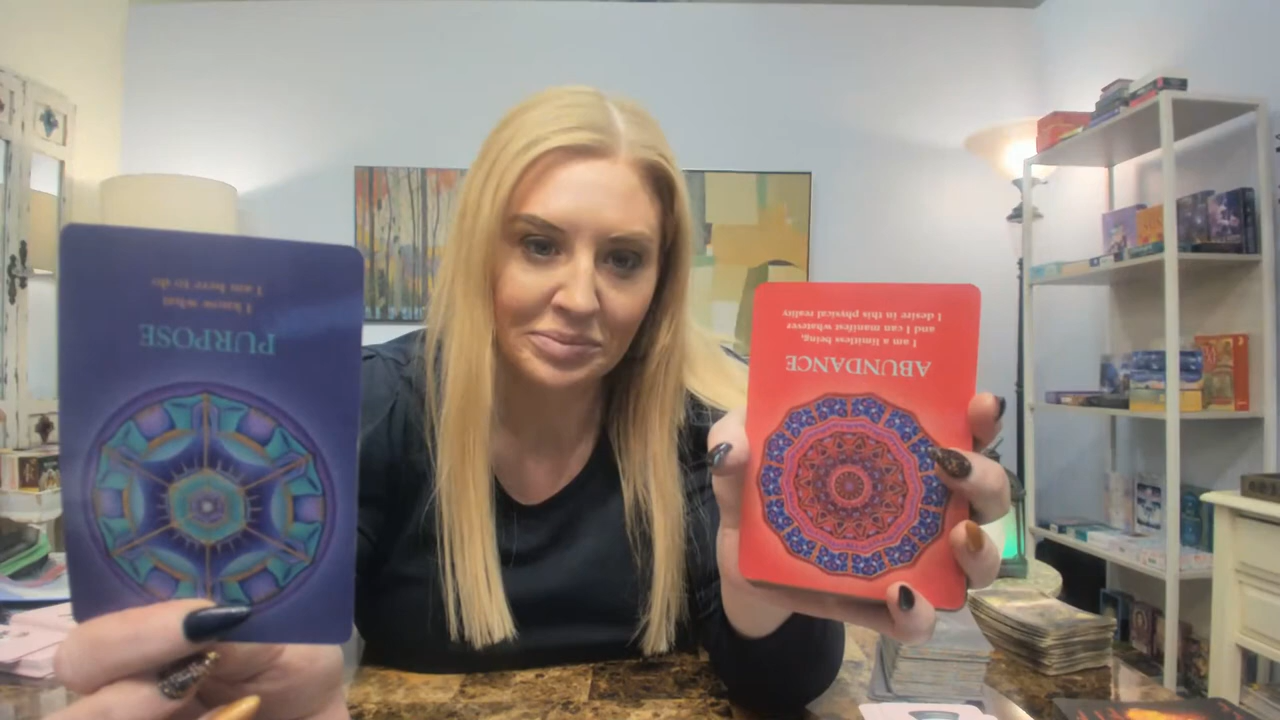 PURPOSE
I know what
I am here to do
ABUNDANCE
I am a limitless being,
and I can manifest whatever
I desire in this physical reality